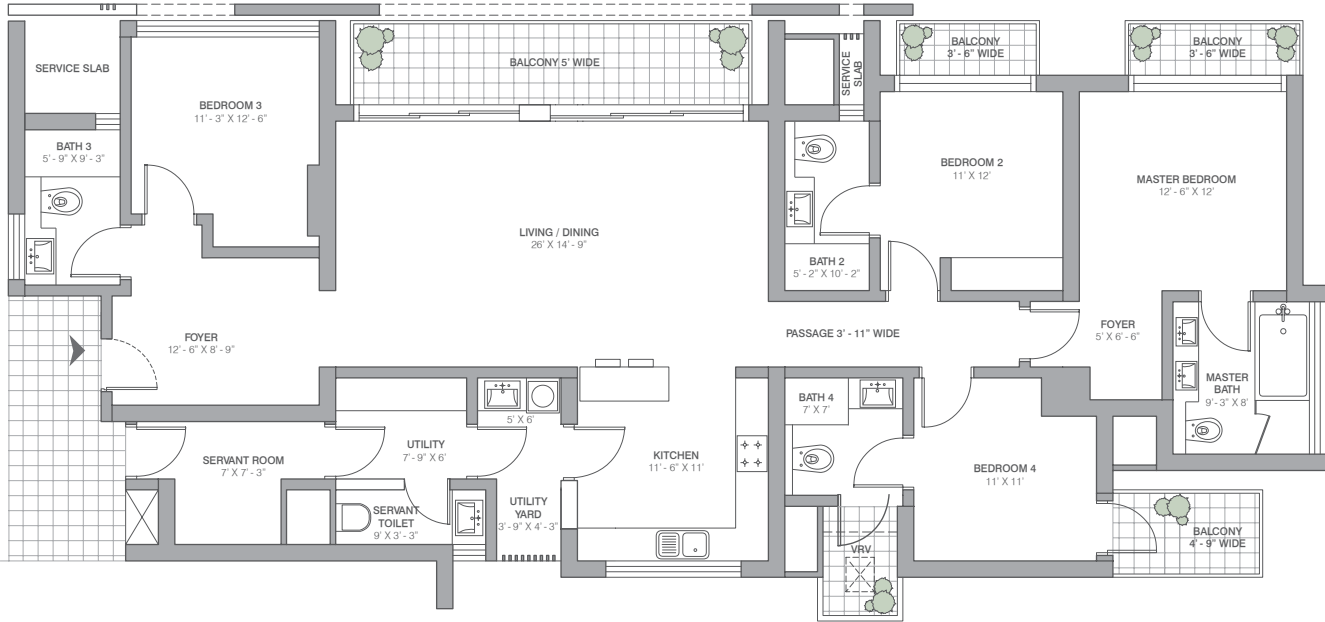 SERVICE SLAB
BEDROOM 3
11' - 3" X 12' - 6"
BATH 3
5' - 9" X 9' - 3"
BALCONY 5' WIDE
SERVICE
SLAB
BALCONY
3' - 6" WIDE
BALCONY
3' - 6" WIDE
BEDROOM 2
11' X 12'
MASTER BEDROOM
12' - 6" X 12'
LIVING / DINING
26' X 14' - 9"
BATH 2
5' - 2" X 10' - 2"
FOYER
12' - 6" X 8' - 9"
PASSAGE 3' - 11" WIDE
FOYER
5' X 6' - 6"
MASTER
BATH
9' - 3" X 8'
5' X 6'
BATH 4
7' X 7'
SERVANT ROOM
7' X 7' - 3"
UTILITY
7' - 9" X 6'
KITCHEN
11' - 6" X 11'
BEDROOM 4
11' X 11'
SERVANT
TOILET
9' X 3' - 3"
UTILITY
YARD
3' - 9" X 4' - 3"
VRV
BALCONY
4' - 9" WIDE